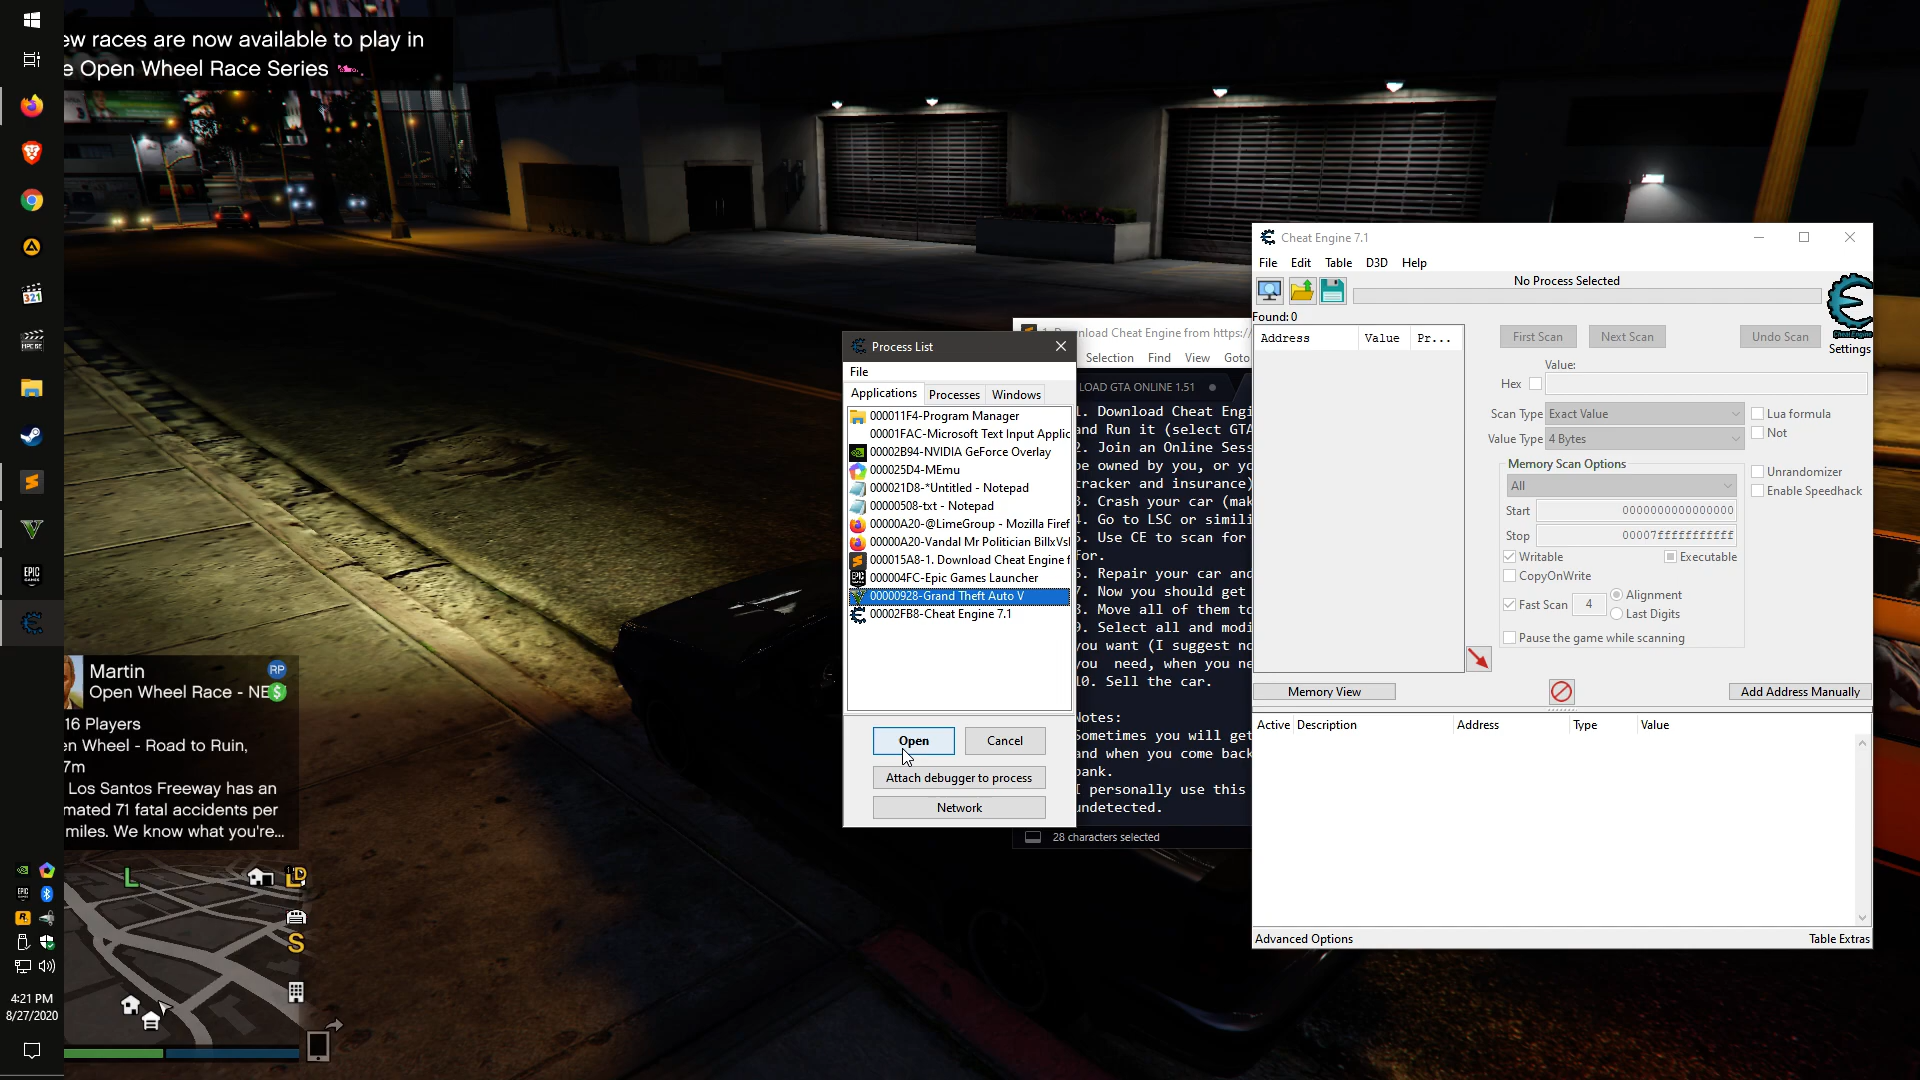 ew races are now available to play in
e Open Wheel Race Series
Martin
RP
Open Wheel Race - NE
$
16 Players
en Wheel - Road to Ruin,
7m
Los Santos Freeway has an
mated 71 fatal accidents per
miles. We know what you're...
L
D
S
321
EPIC
GAMES
4:21 PM
8/27/2020
Process List
File
Applications
Processes
Windows
000011F4-Program Manager
00001FAC-Microsoft Text Input Applic
00002B94-NVIDIA GeForce Overlay
000025D4-MEmu
000021D8-*Untitled - Notepad
00000508-txt - Notepad
00000A20-@LimeGroup - Mozilla Firef
00000A20-Vandal Mr Politician BillxVsl
000015A8-1. Download Cheat Engine f
000004FC-Epic Games Launcher
00000928-Grand Theft Auto V
00002FB8-Cheat Engine 7.1
Open
Cancel
Attach debugger to process
Network
nload Cheat Engine from https:/
Selection Find View Goto
LOAD GTA ONLINE 1.51
1. Download Cheat Engi
and Run it (select GTA
2. Join an Online Sess
be owned by you, or yo
tracker and insurance)
3. Crash your car (mak
4. Go to LSC or simili
5. Use CE to scan for
for.
6. Repair your car and
7. Now you should get
8. Move all of them to
9. Select all and modi
you want (I suggest no
you need, when you ne
10. Sell the car.
Notes:
Sometimes you will get
and when you come back
bank.
I personally use this
undetected.
28 characters selected
Cheat Engine 7.1
File Edit Table D3D Help
No Process Selected
Found: 0
Address
Value
Pr...
First Scan
Next Scan
Undo Scan
Cheat Engine
Settings
Value:
Hex
Scan Type
Exact Value
Lua formula
Not
Value Type
4 Bytes
Memory Scan Options
All
Unrandomizer
Enable Speedhack
Start
0000000000000000
Stop
00007fffffffffff
Writable
Executable
CopyOnWrite
Fast Scan
4
Alignment
Last Digits
Pause the game while scanning
Memory View
Add Address Manually
Active Description
Address
Type
Value
Advanced Options
Table Extras